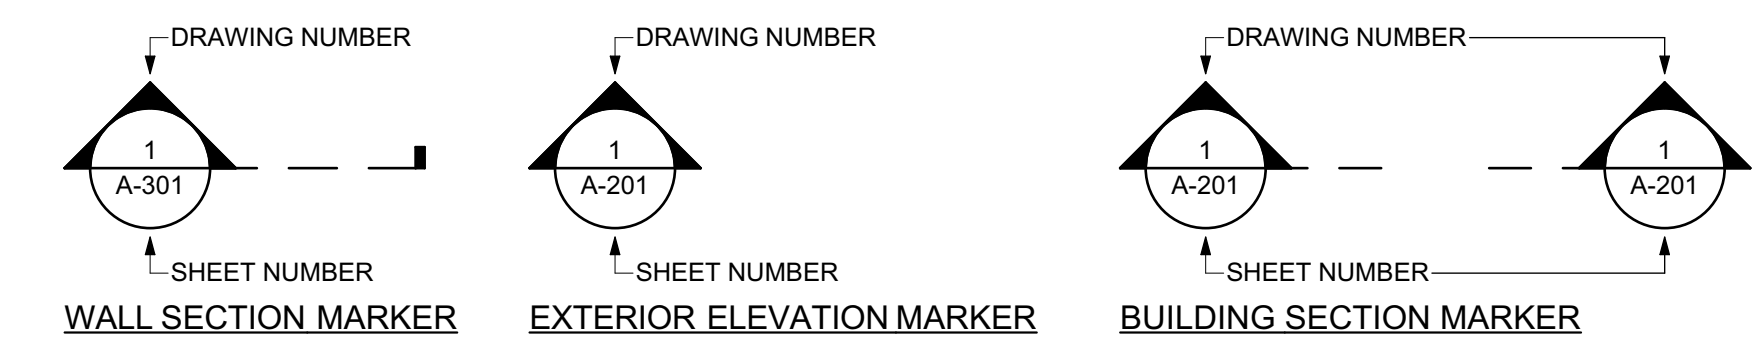 DRAWING NUMBER
1
A-301
SHEET NUMBER
WALL SECTION MARKER
DRAWING NUMBER
1
A-201
SHEET NUMBER
EXTERIOR ELEVATION MARKER
DRAWING NUMBER
1
A-201
1
A-201
SHEET NUMBER
BUILDING SECTION MARKER